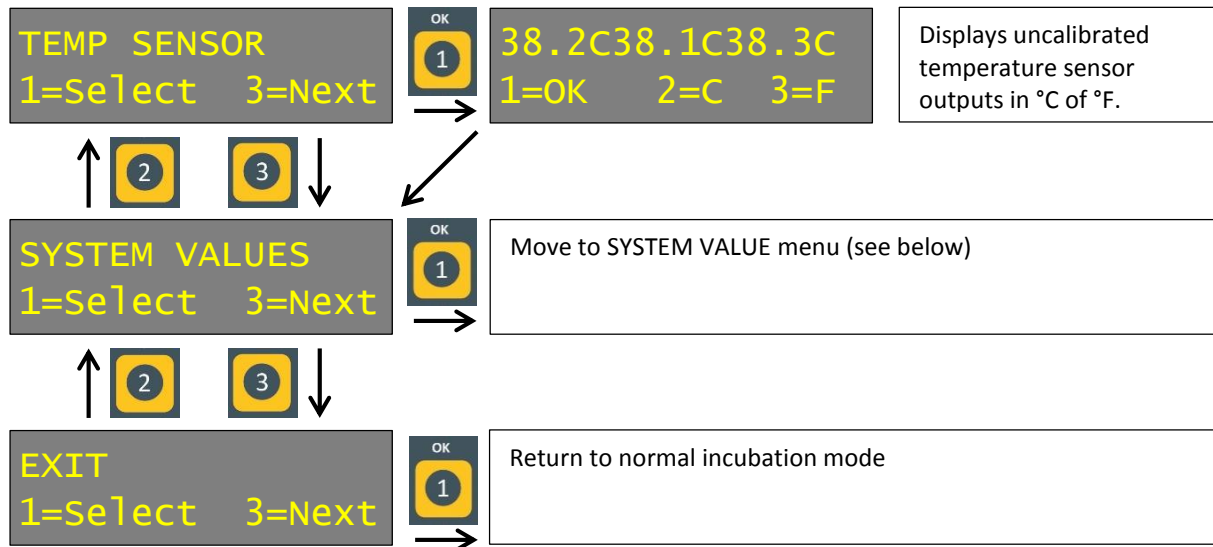 OK
TEMP SENSOR
1=Select 3=Next
1
38.2C38.1C38.3C
1=OK 2=C 3=F
Displays uncalibrated
temperature sensor
outputs in °C of °F.
2
3
SYSTEM VALUES
1=Select 3=Next
OK
1
Move to SYSTEM VALUE menu (see below)
2
3
EXIT
1=Select 3=Next
OK
1
Return to normal incubation mode